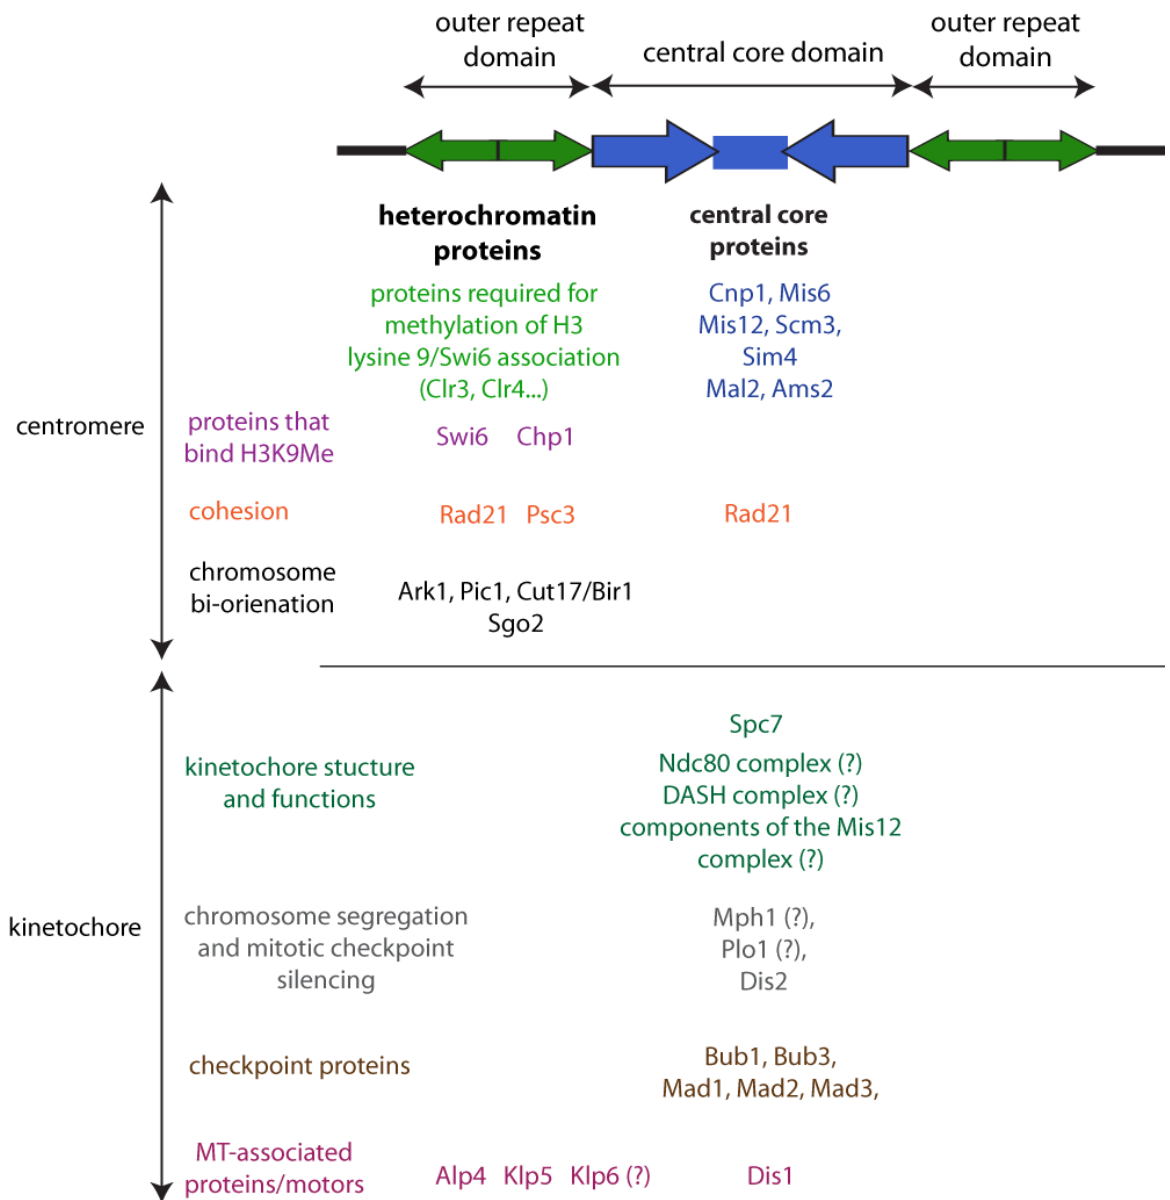 outer repeat
domain
central core domain
outer repeat
domain
heterochromatin
proteins
central core
proteins
proteins required for
methylation of H3
lysine 9/Swi6 association
(Clr3, Clr4...)
Cnp1, Mis6
Mis12, Scm3,
Sim4
Mal2, Ams2
centromere
proteins that
bind H3K9Me
Swi6 Chp1
cohesion
Rad21 Psc3
Rad21
chromosome
bi-orienation
Ark1, Pic1, Cut17/Bir1
Sgo2
kinetochore
kinetochore stucture
and functions
Spc7
Ndc80 complex (?)
DASH complex (?)
components of the Mis12
complex (?)
chromosome segregation
and mitotic checkpoint
silencing
Mph1 (?),
Plo1 (?),
Dis2
checkpoint proteins
Bub1, Bub3,
Mad1, Mad2, Mad3,
MT-associated
proteins/motors
Alp4 Klp5 Klp6 (?)
Dis1